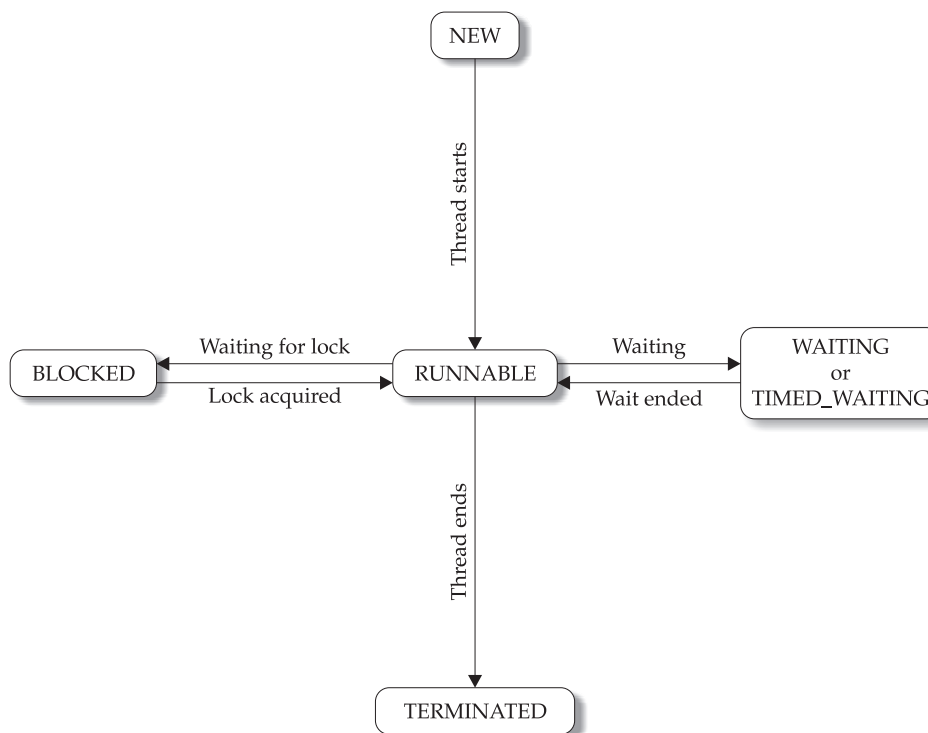 NEW
Thread starts
Waiting for lock
Waiting
WAITING
or
TIMED_WAITING
BLOCKED
RUNNABLE
Lock acquired
Wait ended
Thread ends
TERMINATED